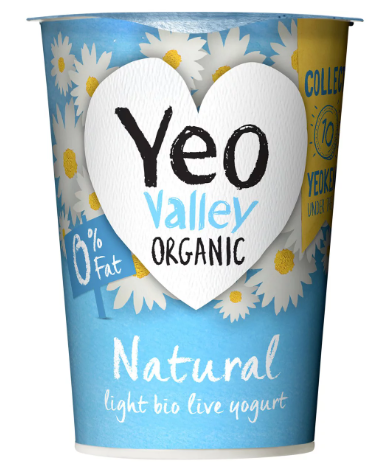 Yeo
Valley
ORGANIC
COLLECT
10
0%
Fat
Natural
light bio live yogurt